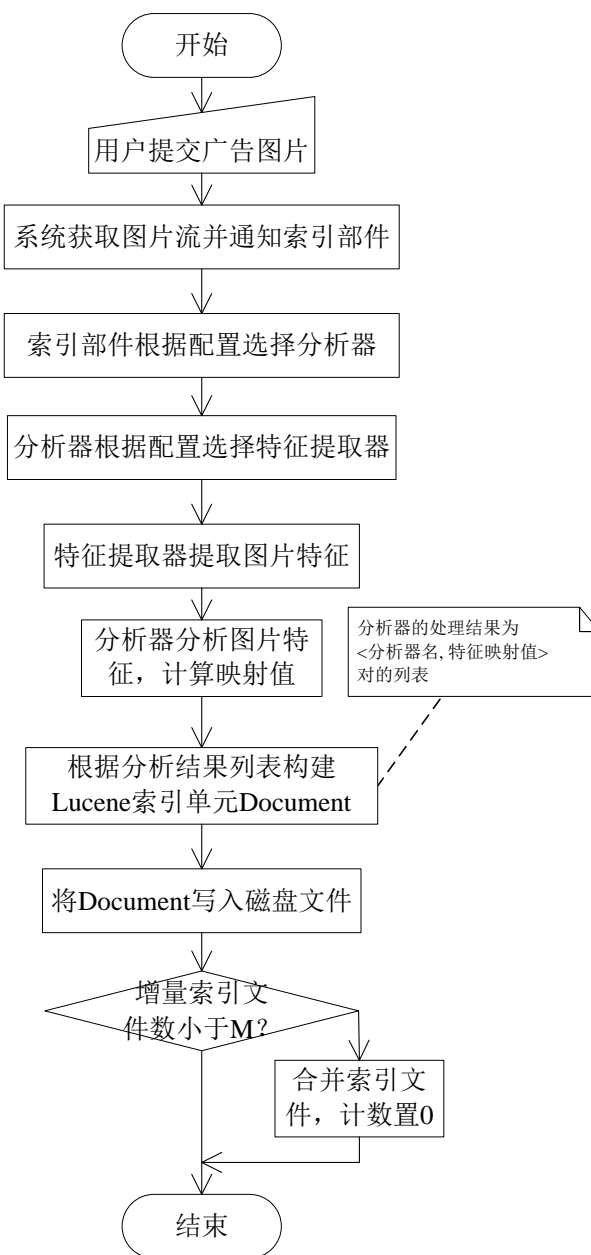 开始
用户提交广告图片
系统获取图片流并通知索引部件
索引部件根据配置选择分析器
分析器根据配置选择特征提取器
特征提取器提取图片特征
分析器分析图片特
征，计算映射值
分析器的处理结果为
<分析器名,特征映射值>
对的列表
根据分析结果列表构建
Lucene索引单元Document
将Document写入磁盘文件
增量索引文
件数小于M？
合并索引文
件，计数置0
结束